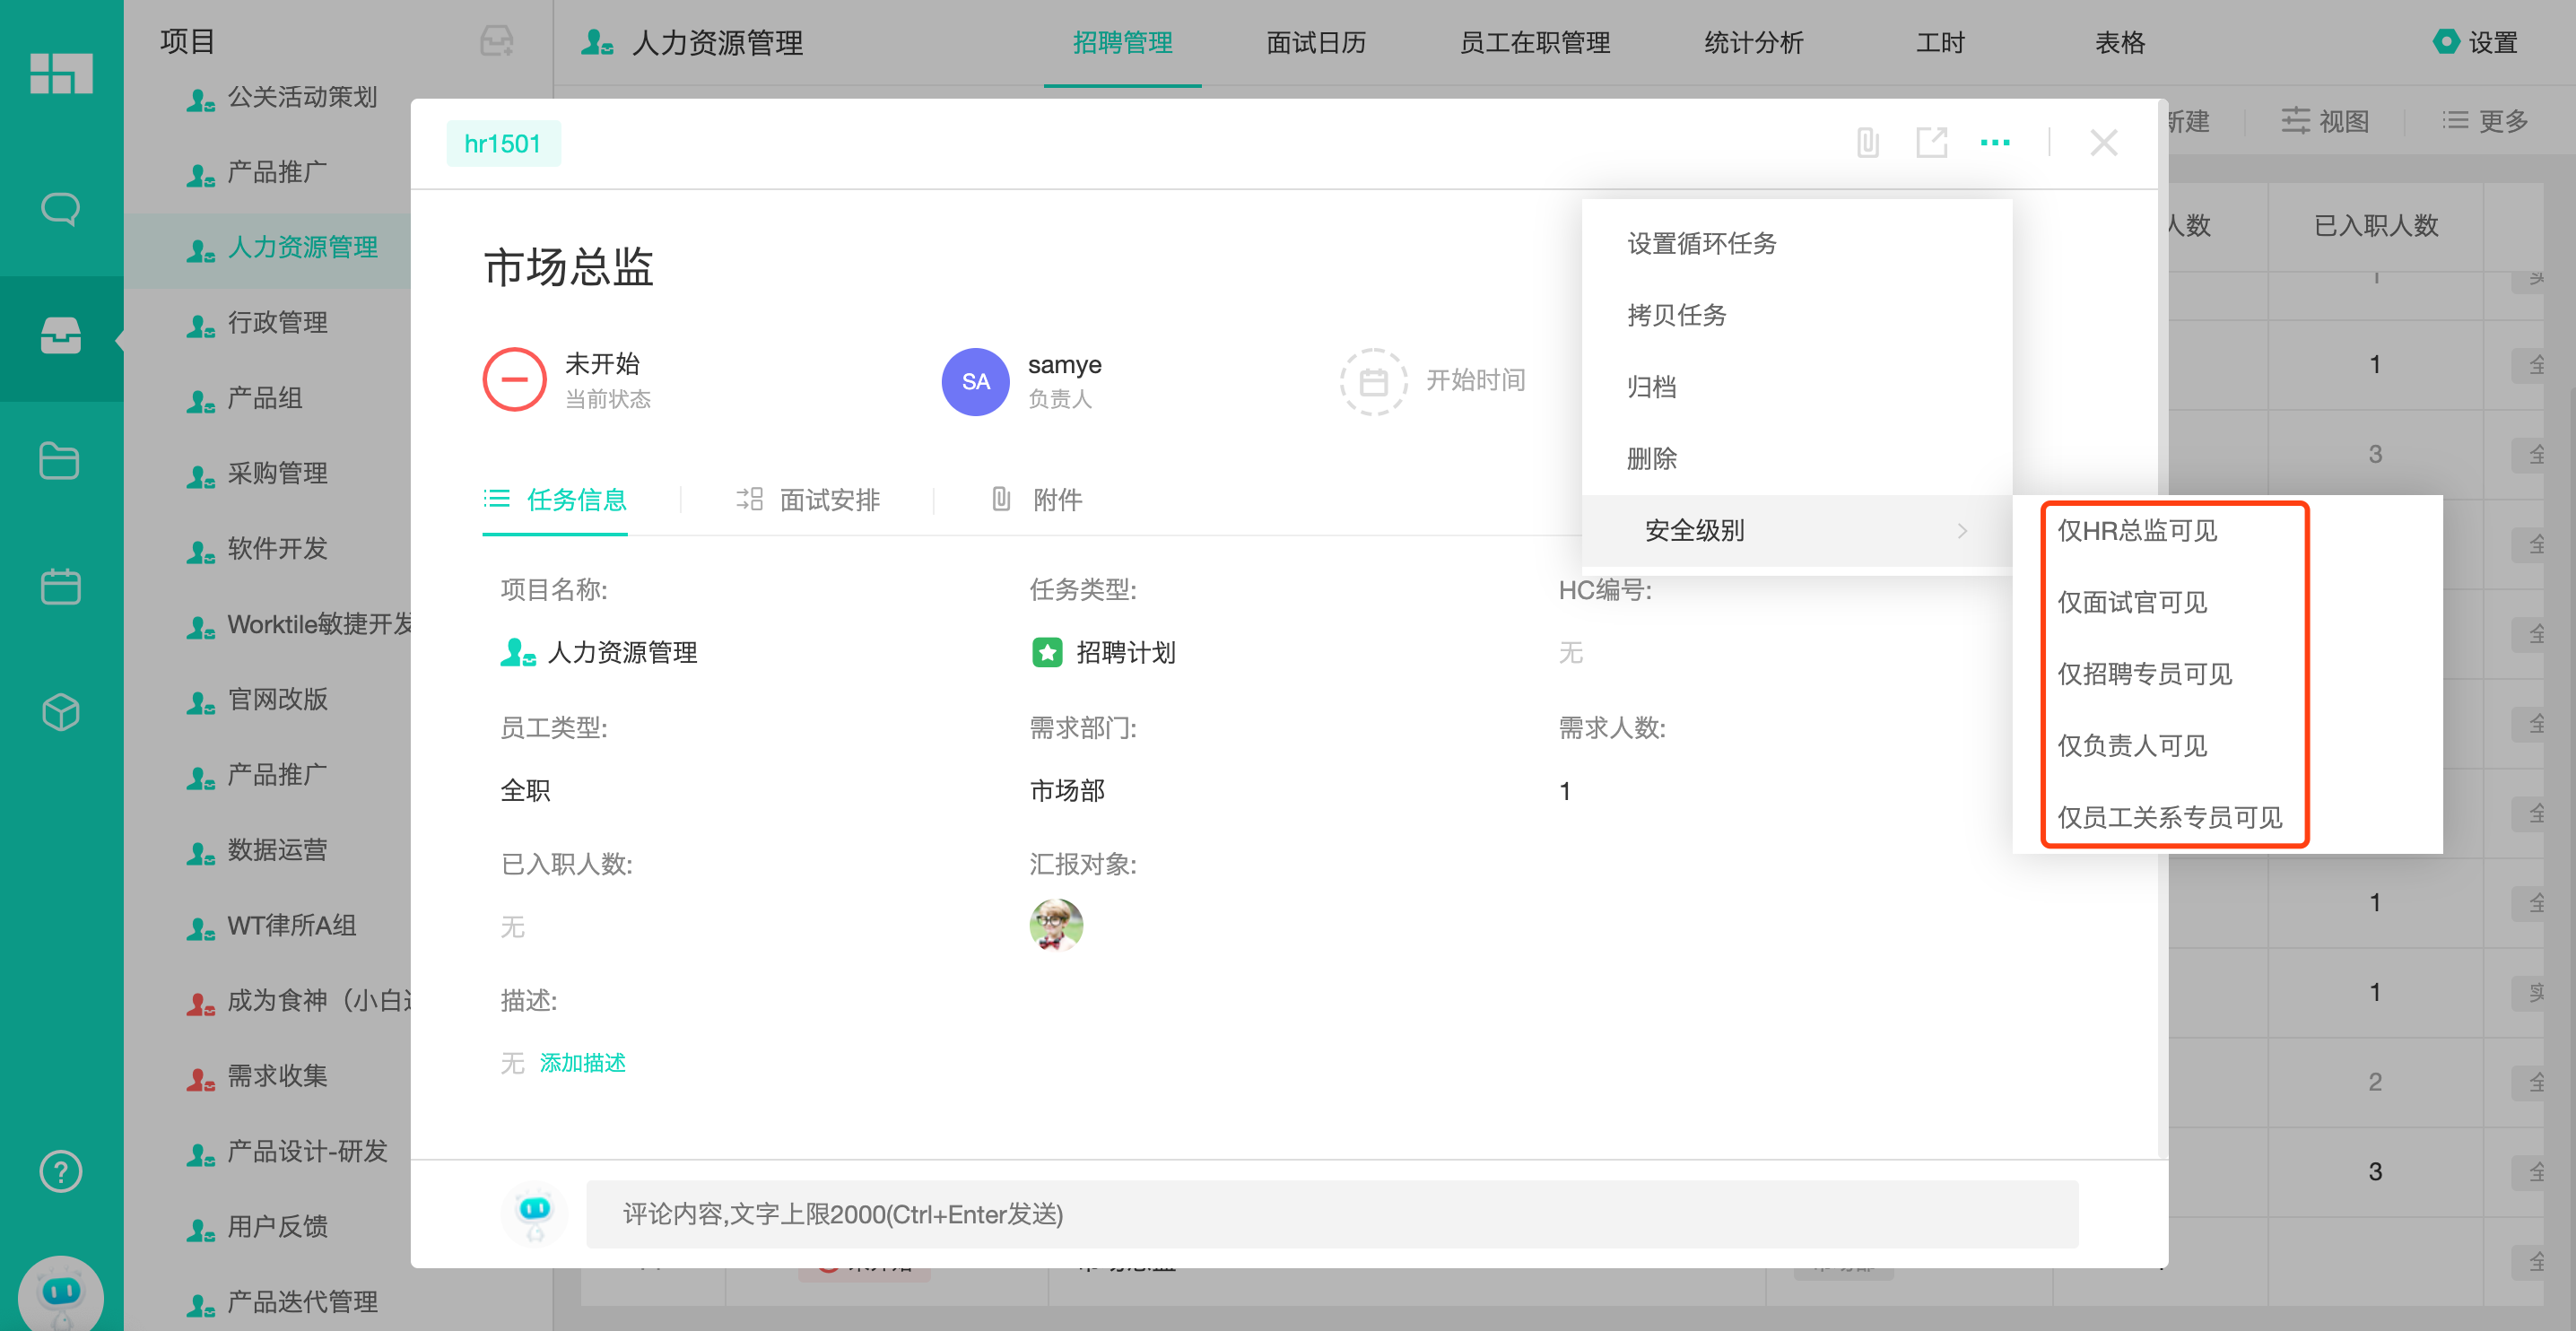 项目
公关活动策划
产品推广
人力资源管理
行政管理
产品组
采购管理
软件开发
Worktile敏捷开发
官网改版
产品推广
数据运营
WT律所A组
成为食神（小白
需求收集
产品设计-研发
用户反馈
产品迭代管理
人力资源管理
招聘管理
面试日历
员工在职管理
统计分析
工时
表格
设置
新建
视图
更多
人数
已入职人数
1
3
1
1
2
3
hr1501
市场总监
未开始
当前状态
SA
samye
负责人
开始时间
任务信息
面试安排
附件
项目名称:
人力资源管理
任务类型:
招聘计划
HC编号:
无
员工类型:
全职
需求部门:
市场部
需求人数:
1
已入职人数:
无
汇报对象:
描述:
无 添加描述
评论内容,文字上限2000(Ctrl+Enter发送)
设置循环任务
拷贝任务
归档
删除
安全级别
仅HR总监可见
仅面试官可见
仅招聘专员可见
仅负责人可见
仅员工关系专员可见